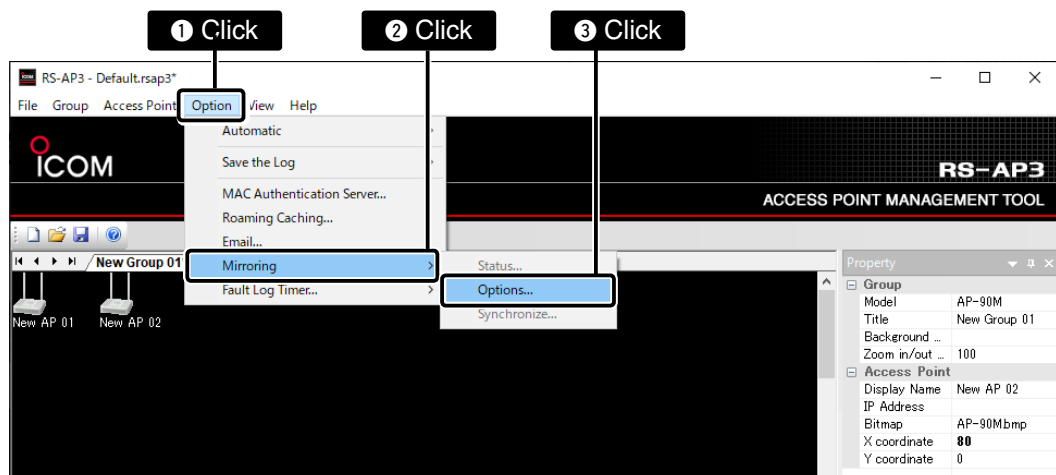 ❶ Click
❷ Click
❸ Click
RS-AP3 - Default.rsap3*
File Group Access Point Option View Help
Automatic
ICOM
Save the Log
RS-AP3
MAC Authentication Server...
ACCESS POINT MANAGEMENT TOOL
Roaming Caching...
Email...
New Group 01
Mirroring
Status...
Property
Fault Log Timer...
Options...
Synchronize...
New AP 01 New AP 02
Group
Model AP-90M
Title New Group 01
Background ...
Zoom in/out ... 100
Access Point
Display Name New AP 02
IP Address
Bitmap AP-90M.bmp
X coordinate 80
Y coordinate 0